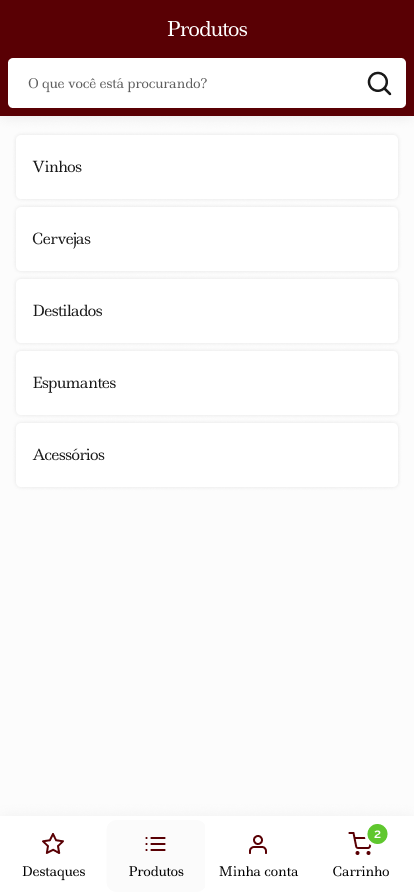 Produtos
O que você está procurando?
Vinhos
Cervejas
Destilados
Espumantes
Acessórios
2
Destaques Produtos Minha conta Carrinho